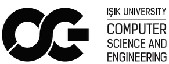 IŞIK UNIVERSITY
COMPUTER
SCIENCE AND
ENGINEERING